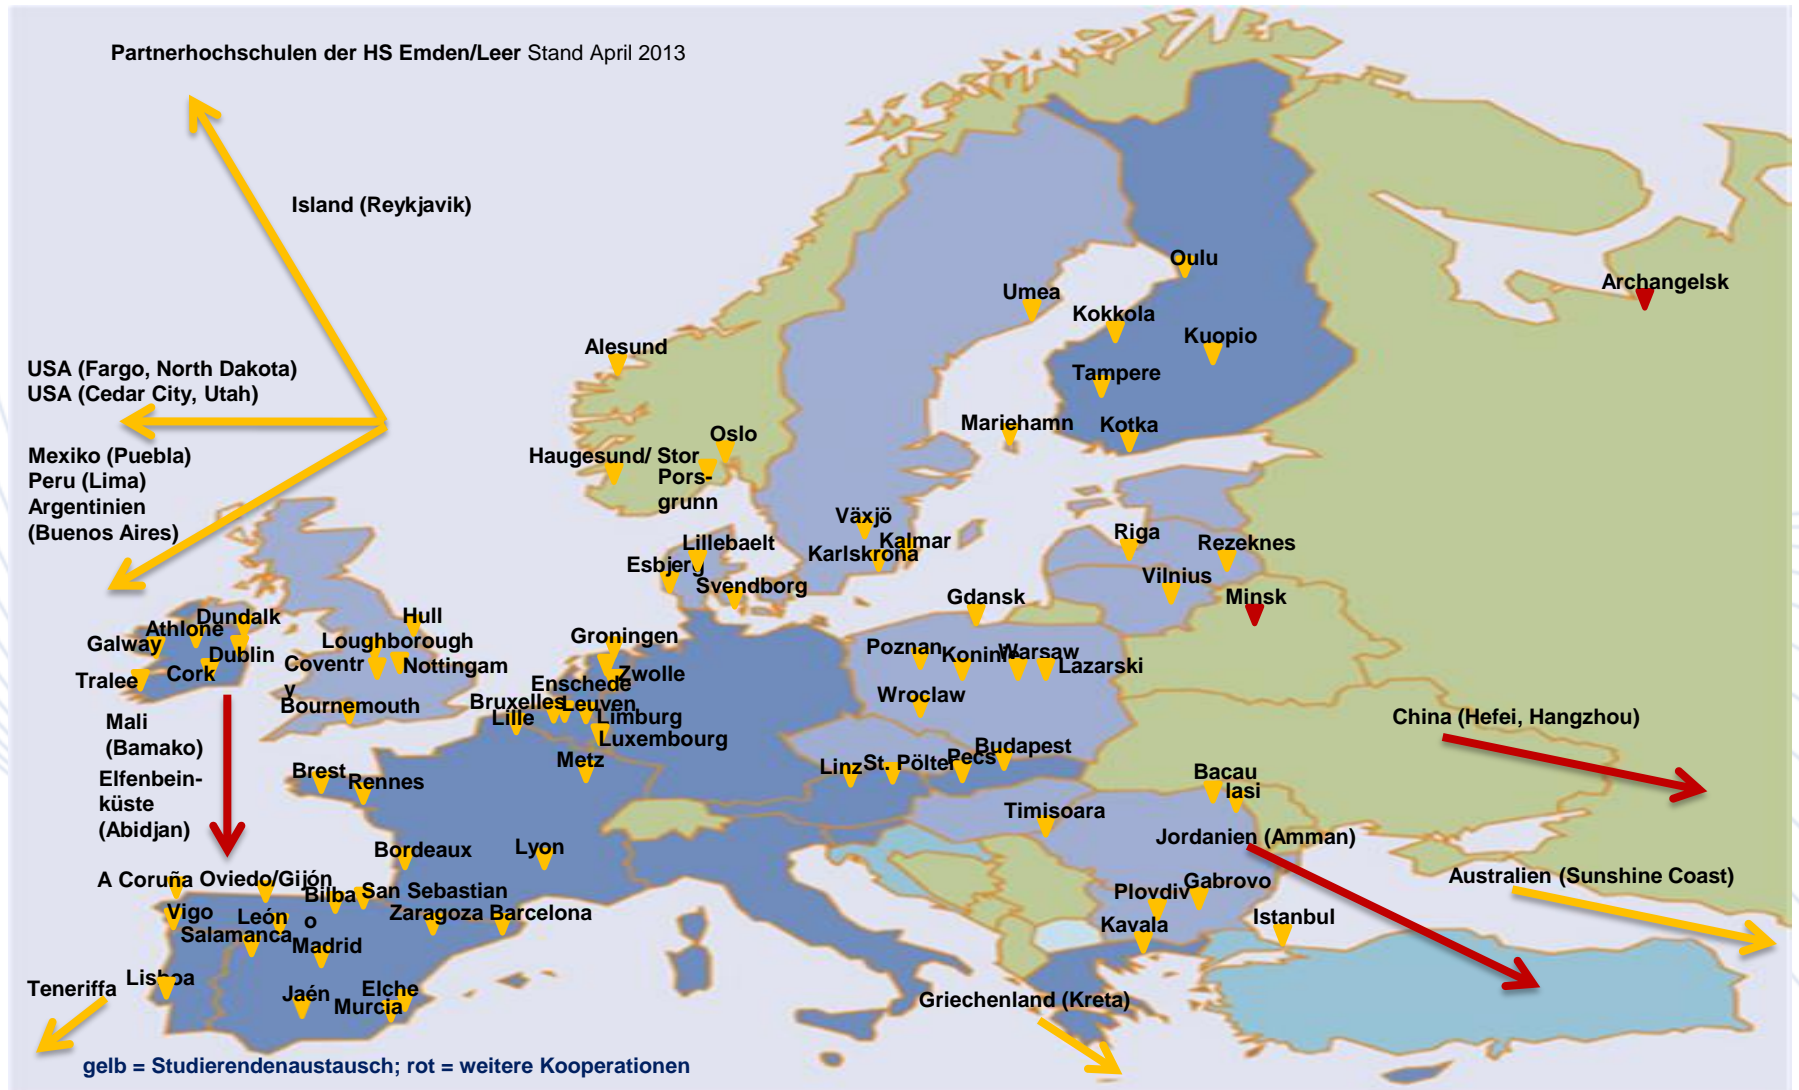 Partnerhochschulen der HS Emden/Leer Stand April 2013
Island (Reykjavik)
USA (Fargo, North Dakota)
USA (Cedar City, Utah)
Mexiko (Puebla)
Peru (Lima)
Argentinien
(Buenos Aires)
Oulu
Umea
Kokkola
Kuopio
Archangelsk
Alesund
Tampere
Mariehamn
Kotka
Oslo
Haugesund/ Stor
Pors-
grunn
Växjö
Kalmar
Karlskrona
Riga
Rezeknes
Vilnius
Minsk
Lillebaelt
Esbjerg
Svendborg
Gdansk
Dundalk
Athlone
Galway
Dublin
Cork
Tralee
Hull
Loughborough
Coventr
y
Nottingam
Bournemouth
Groningen
Zwolle
Enschede
Bruxelles
Leuven
Lille
Limburg
Luxembourg
Metz
Poznan
Warsaw
Lazarski
Wroclaw
Budapest
Pecs
St. Pölten
Linz
Mali
(Bamako)
Elfenbein-
küste
(Abidjan)
Brest
Rennes
Bordeaux
Lyon
China (Hefei, Hangzhou)
Bacau
Iasi
Timisoara
Jordanien (Amman)
Australien (Sunshine Coast)
Gabrovo
Plovdiv
Kavala
Istanbul
A Coruña
Oviedo/Gijón
Bilba
o
San Sebastian
Zaragoza
Barcelona
Vigo
León
Salamanca
Madrid
Lisboa
Teneriffa
Jaén
Elche
Murcia
Griechenland (Kreta)
gelb = Studierendenaustausch; rot = weitere Kooperationen